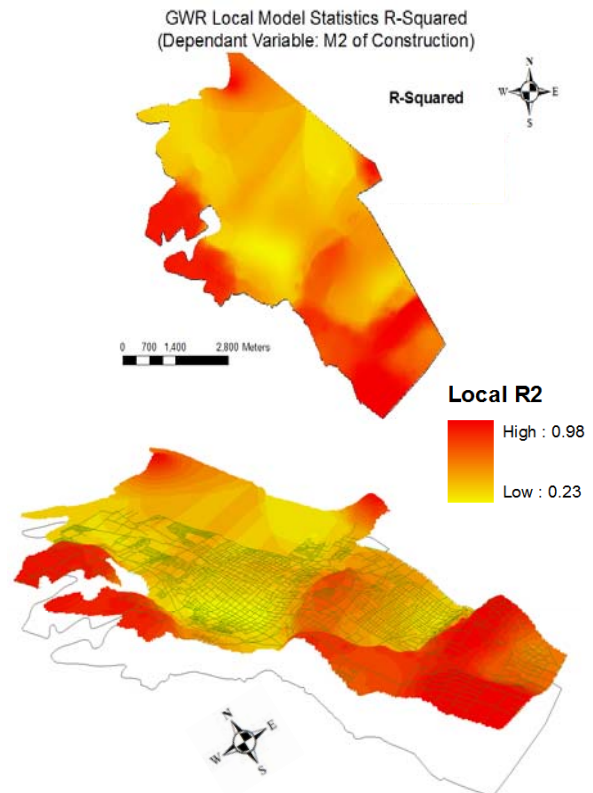 GWR Local Model Statistics R-Squared
(Dependant Variable: M2 of Construction)
R-Squared
N
W E
S
0 700 1,400 2,800 Meters
Local R2
High : 0.98
Low : 0.23
N
E
W
S